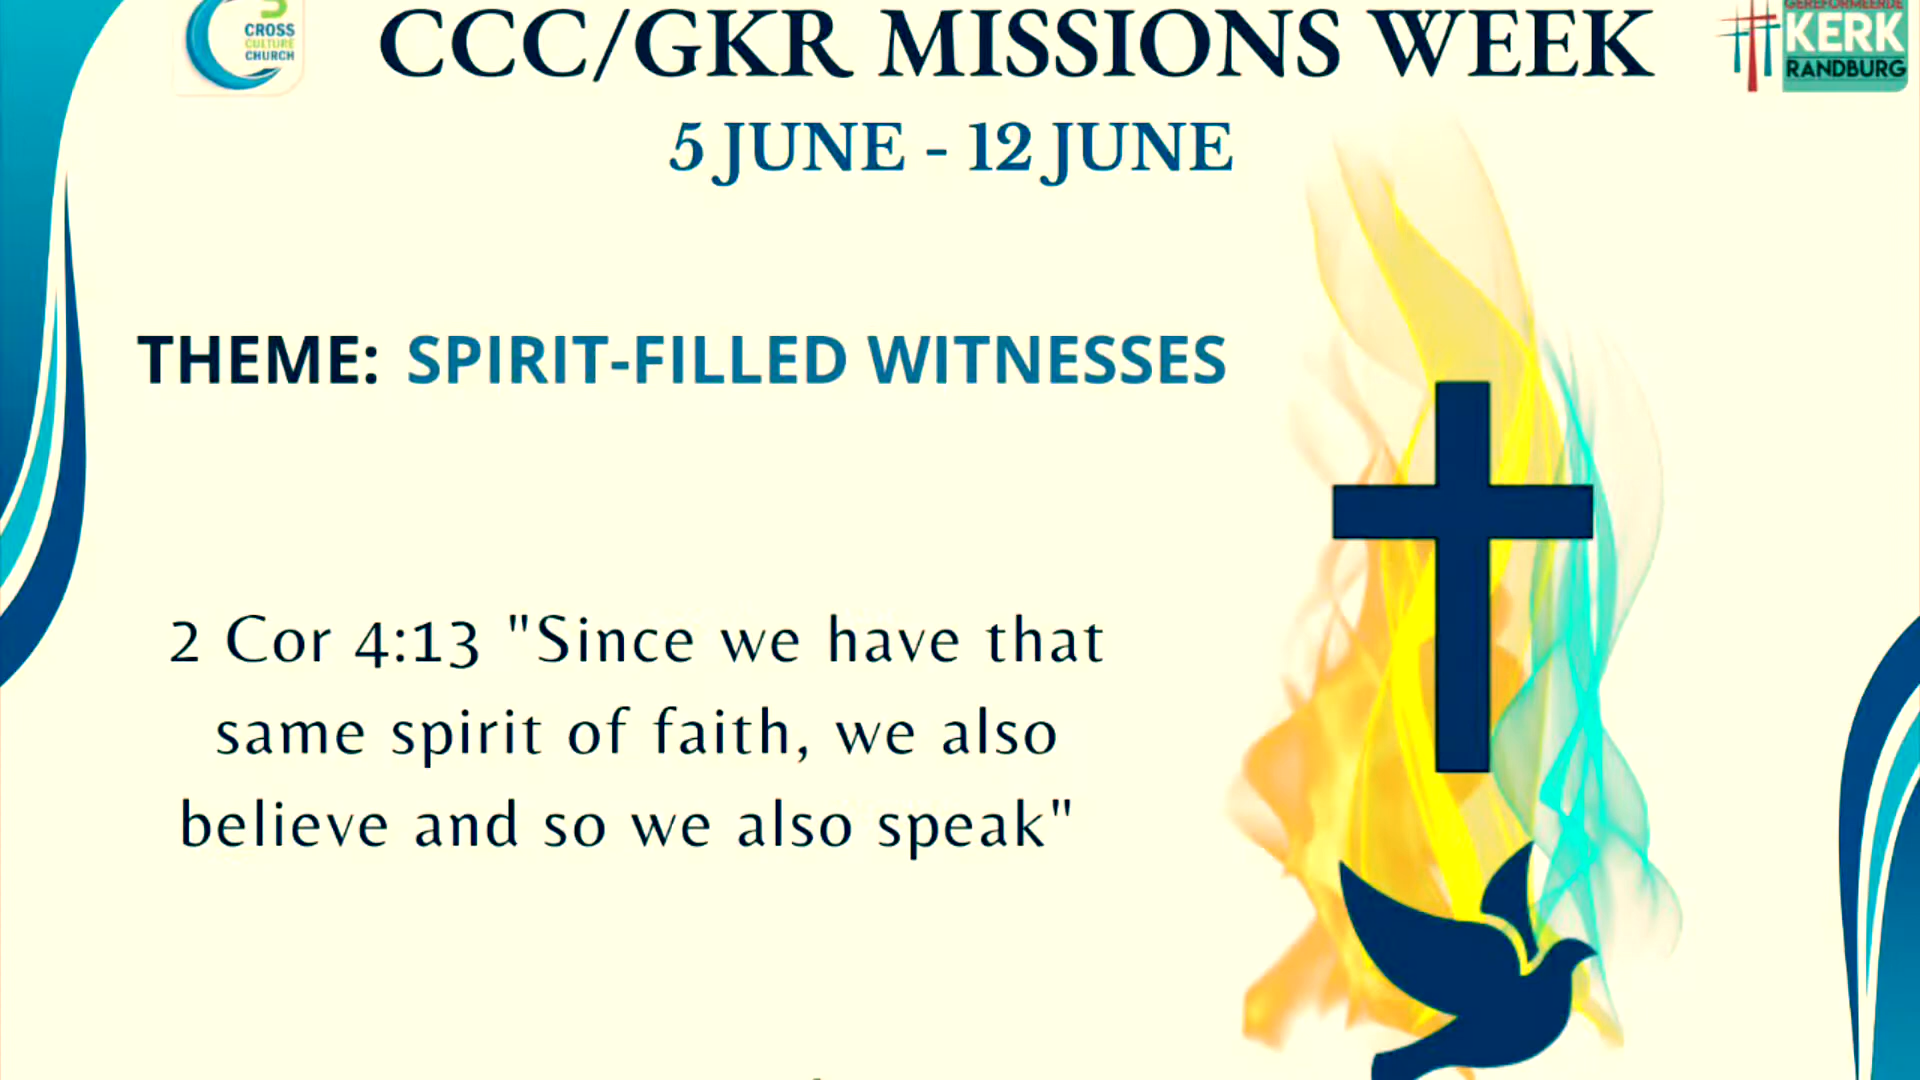 CROSS
CULTURE
CHURCH
CCC/GKR MISSIONS WEEK
GEREFORMEERDE
KERK
RANDBURG
5 JUNE - 12 JUNE
THEME: SPIRIT-FILLED WITNESSES
2 Cor 4:13 "Since we have that
same spirit of faith, we also
believe and so we also speak"